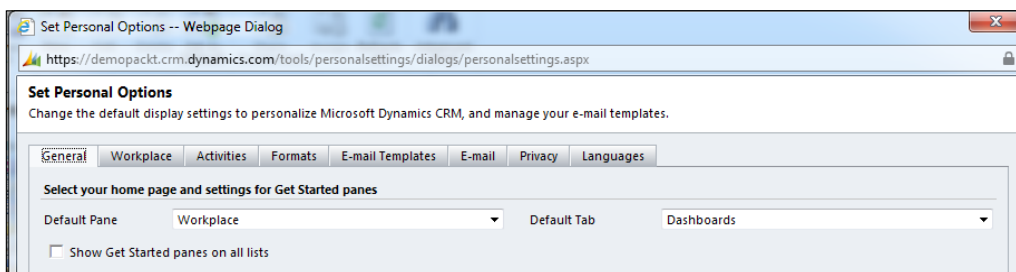 Set Personal Options -- Webpage Dialog
https://demopackt.crm.dynamics.com/tools/personalsettings/dialogs/personalsettings.aspx
Set Personal Options
Change the default display settings to personalize Microsoft Dynamics CRM, and manage your e-mail templates.
General Workplace Activities Formats E-mail Templates E-mail Privacy Languages
Select your home page and settings for Get Started panes
Default Pane Workplace Default Tab Dashboards
Show Get Started panes on all lists